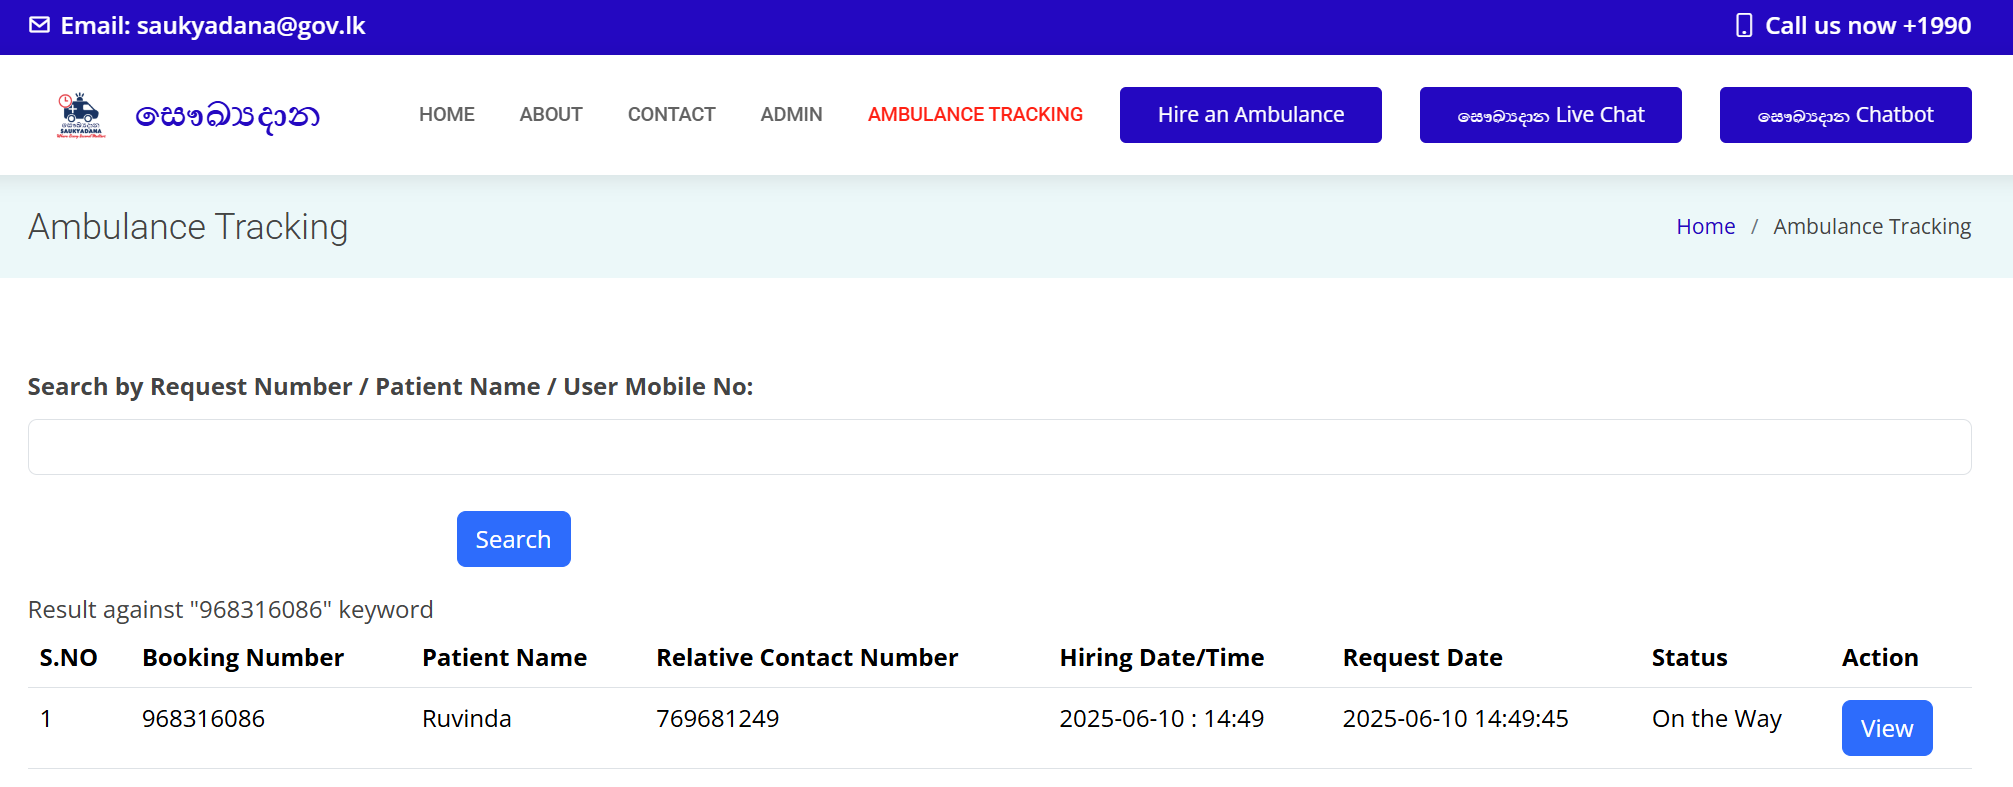 Email: saukyadana@gov.lk
Call us now +1990
සෞඛ්‍යදාන
SAUKYADANA
සෞඛ්‍යදාන
HOME
ABOUT
CONTACT
ADMIN
AMBULANCE TRACKING
Hire an Ambulance
සෞඛ්‍යදාන Live Chat
සෞඛ්‍යදාන Chatbot
Ambulance Tracking
Home / Ambulance Tracking
Search by Request Number / Patient Name / User Mobile No:
Search
Result against "968316086" keyword
S.NO Booking Number Patient Name Relative Contact Number Hiring Date/Time Request Date Status Action
1 968316086 Ruvinda 769681249 2025-06-10 : 14:49 2025-06-10 14:49:45 On the Way View